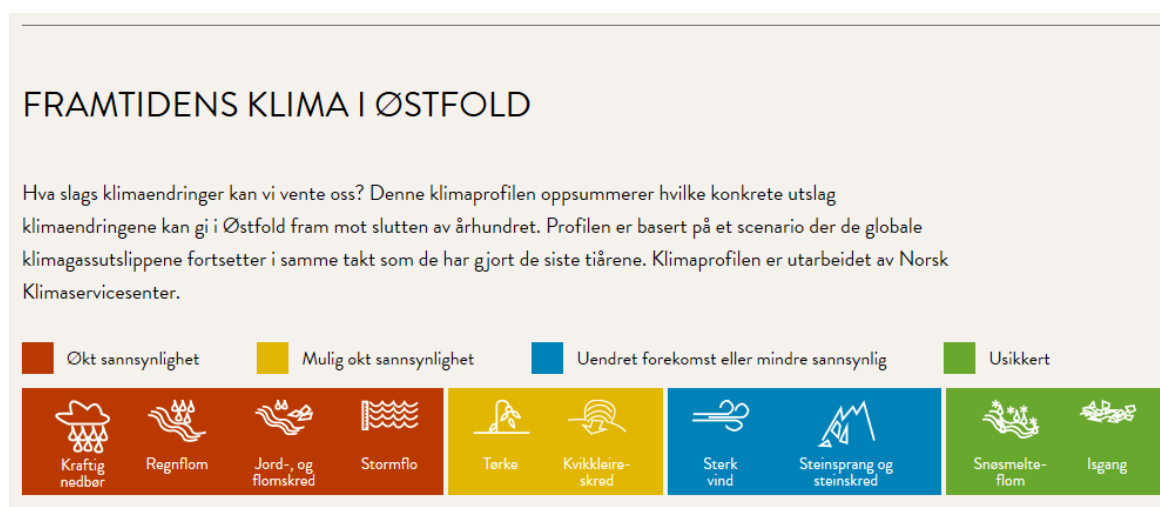 FRAMTIDENS KLIMA I ØSTFOLD
Hva slags klimaendringer kan vi vente oss? Denne klimaprofilen oppsummerer hvilke konkrete utslag
klimaendringene kan gi i Østfold fram mot slutten av århundret. Profilen er basert på et scenario der de globale
klimagassutslippene fortsetter i samme takt som de har gjort de siste tiårene. Klimaprofilen er utarbeidet av Norsk
Klimaservicesenter.
Økt sannsynlighet
Mulig økt sannsynlighet
Uendret forekomst eller mindre sannsynlig
Usikkert
Kraftig
nedbør
Regnflom
Jord-, og
flomskred
Stormflo
Tørke
Kvikkleire-
skred
Sterk
vind
Steinsprang og
steinskred
Snøsmelte-
flom
Isgang